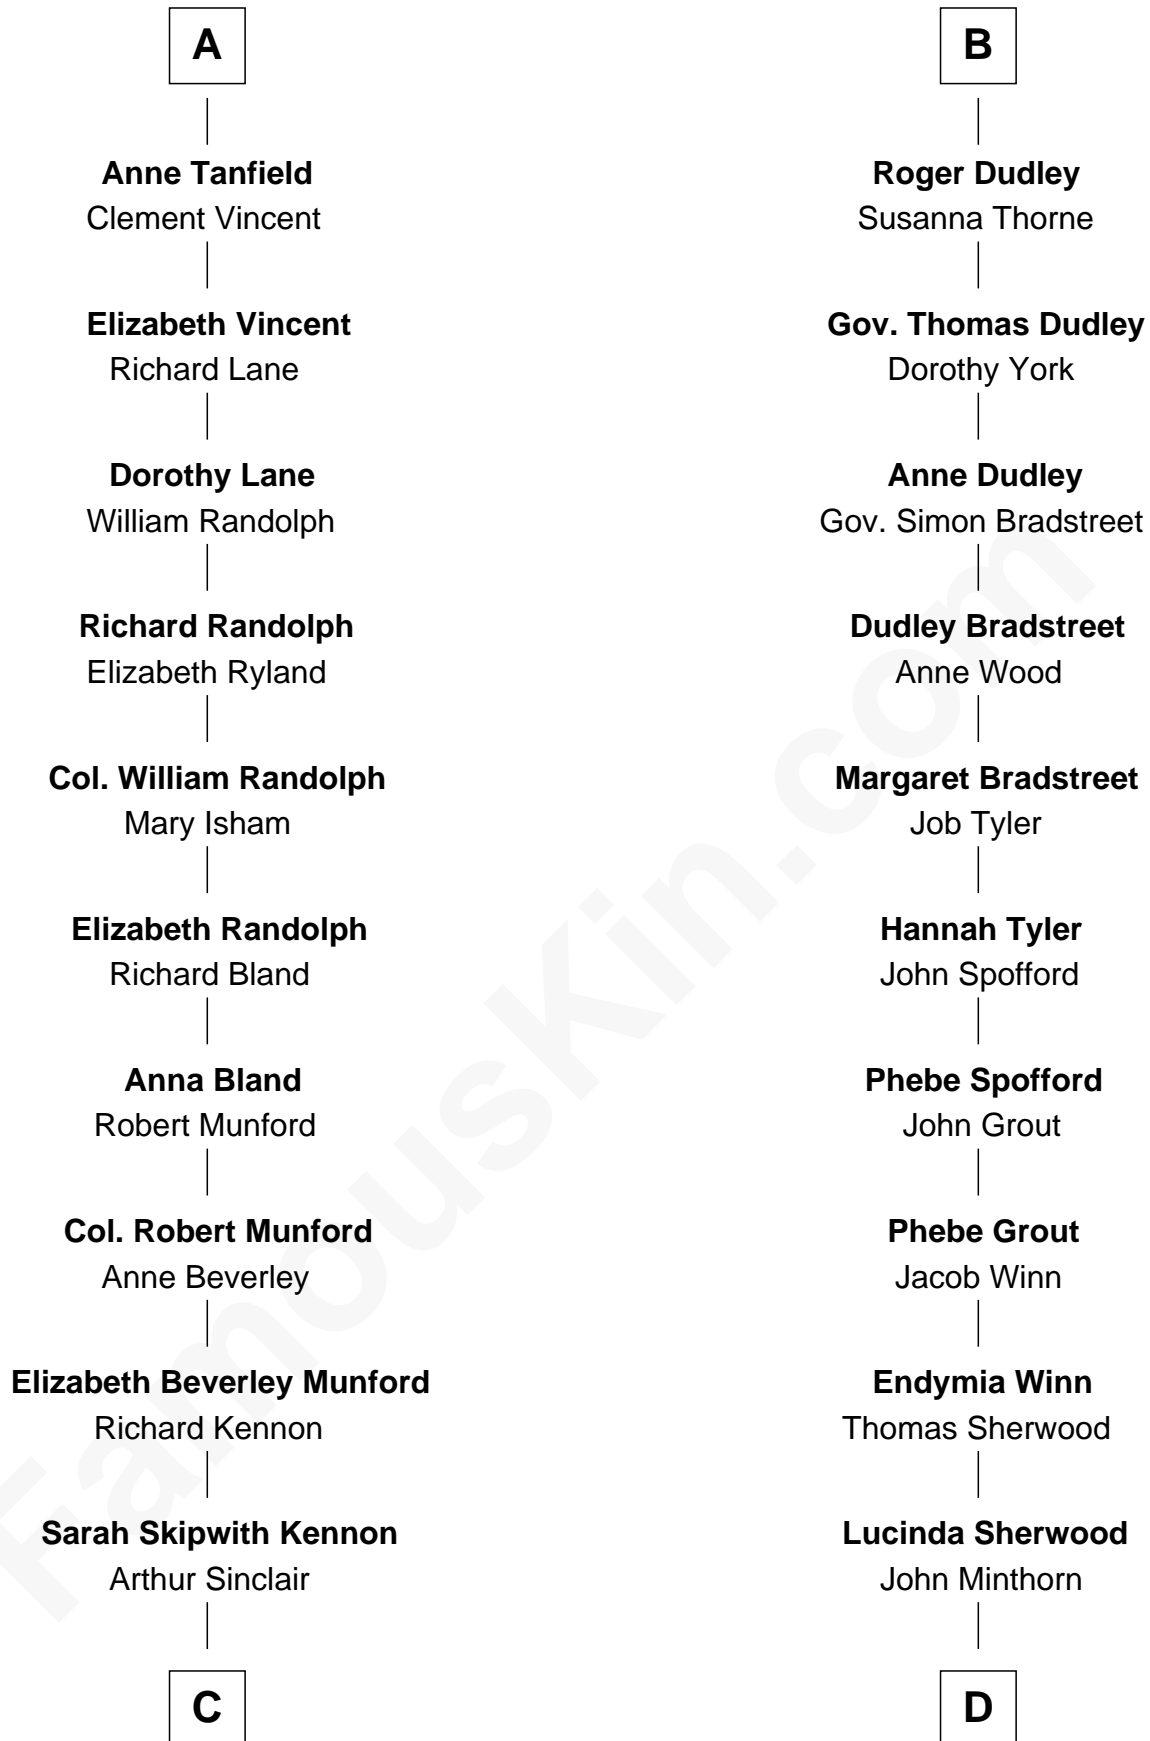 A
Anne Tanfield
Clement Vincent
Elizabeth Vincent
Richard Lane
Dorothy Lane
William Randolph
Richard Randolph
Elizabeth Ryland
Col. William Randolph
Mary Isham
Elizabeth Randolph
Richard Bland
Anna Bland
Robert Munford
Col. Robert Munford
Anne Beverley
Elizabeth Beverley Munford
Richard Kennon
Sarah Skipwith Kennon
Arthur Sinclair
C
B
Roger Dudley
Susanna Thorne
Gov. Thomas Dudley
Dorothy York
Anne Dudley
Gov. Simon Bradstreet
Dudley Bradstreet
Anne Wood
Margaret Bradstreet
Job Tyler
Hannah Tyler
John Spofford
Phebe Spofford
John Grout
Phebe Grout
Jacob Winn
Endymia Winn
Thomas Sherwood
Lucinda Sherwood
John Minthorn
D
FamousKin.com